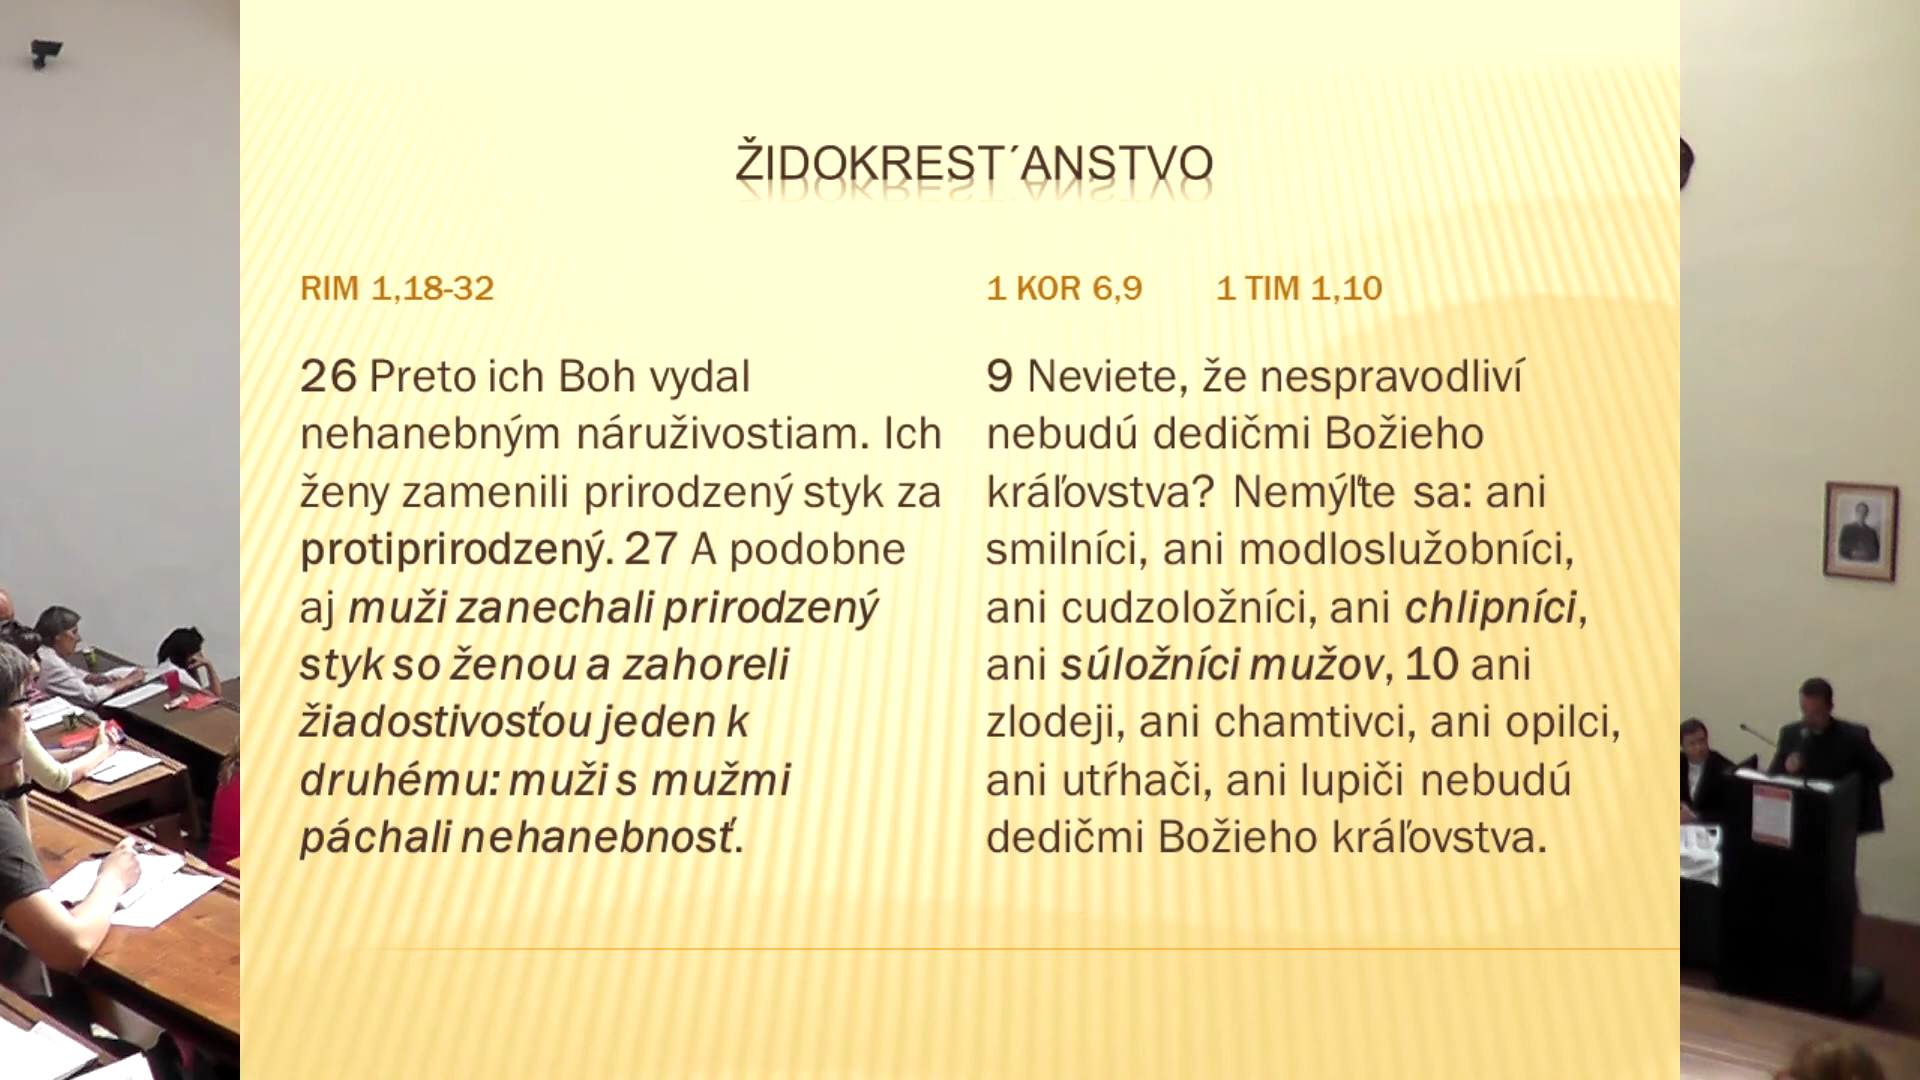 ŽIDOKREST´ANSTVO
RIM 1,18-32
26 Preto ich Boh vydal
nehanebným náruživostiam. Ich
ženy zamenili prirodzený styk za
protiprirodzený. 27 A podobne
aj muži zanechali prirodzený
styk so ženou a zahoreli
žiadostivosťou jeden k
druhému: muži s mužmi
páchali nehanebnosť.
1 KOR 6,9 1 TIM 1,10
9 Neviete, že nespravodliví
nebudú dedičmi Božieho
kráľovstva? Nemýľte sa: ani
smilníci, ani modloslužobníci,
ani cudzoložníci, ani chlipníci,
ani súložníci mužov, 10 ani
zlodeji, ani chamtivci, ani opilci,
ani utŕhači, ani lupiči nebudú
dedičmi Božieho kráľovstva.